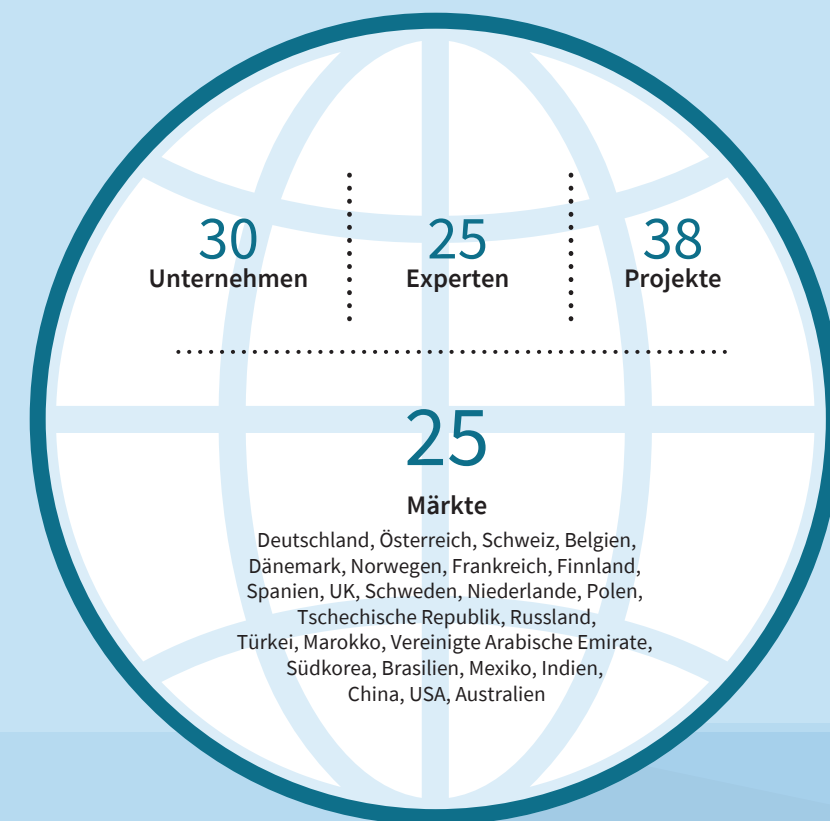 30
Unternehmen
25
Experten
38
Projekte
25
Märkte
Deutschland, Österreich, Schweiz, Belgien,
Dänemark, Norwegen, Frankreich, Finnland,
Spanien, UK, Schweden, Niederlande, Polen,
Tschechische Republik, Russland,
Türkei, Marokko, Vereinigte Arabische Emirate,
Südkorea, Brasilien, Mexiko, Indien,
China, USA, Australien